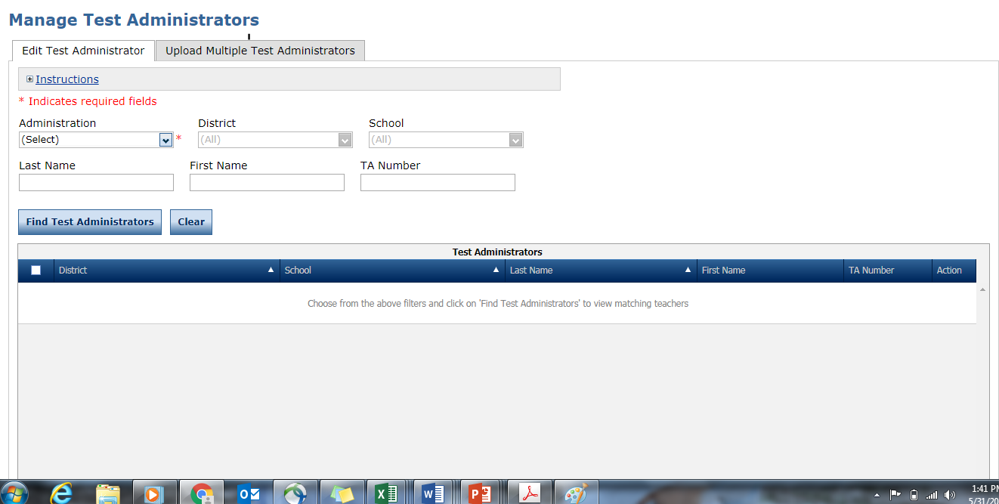 Manage Test Administrators
Edit Test Administrator Upload Multiple Test Administrators
Instructions
* Indicates required fields
Administration District School
(Select) * (All) (All)
Last Name First Name TA Number
Find Test Administrators Clear
Test Administrators
District School Last Name First Name TA Number Action
Choose from the above filters and click on 'Find Test Administrators' to view matching teachers
1:41 PM
5/31/20